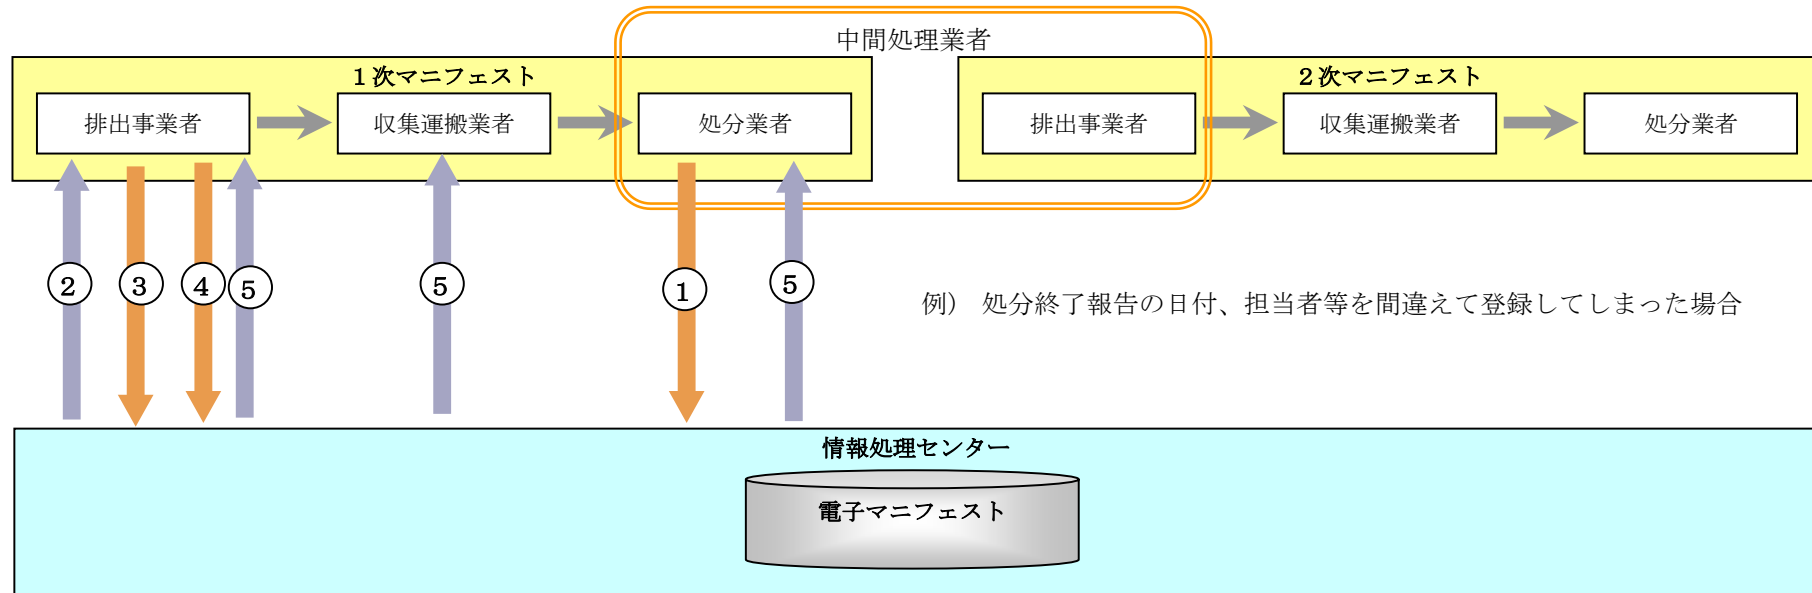 中間処理業者
１次マニフェスト
排出事業者
収集運搬業者
処分業者
２次マニフェスト
排出事業者
収集運搬業者
処分業者
２
３
４
５
５
１
５
例） 処分終了報告の日付、担当者等を間違えて登録してしまった場合
情報処理センター
電子マニフェスト